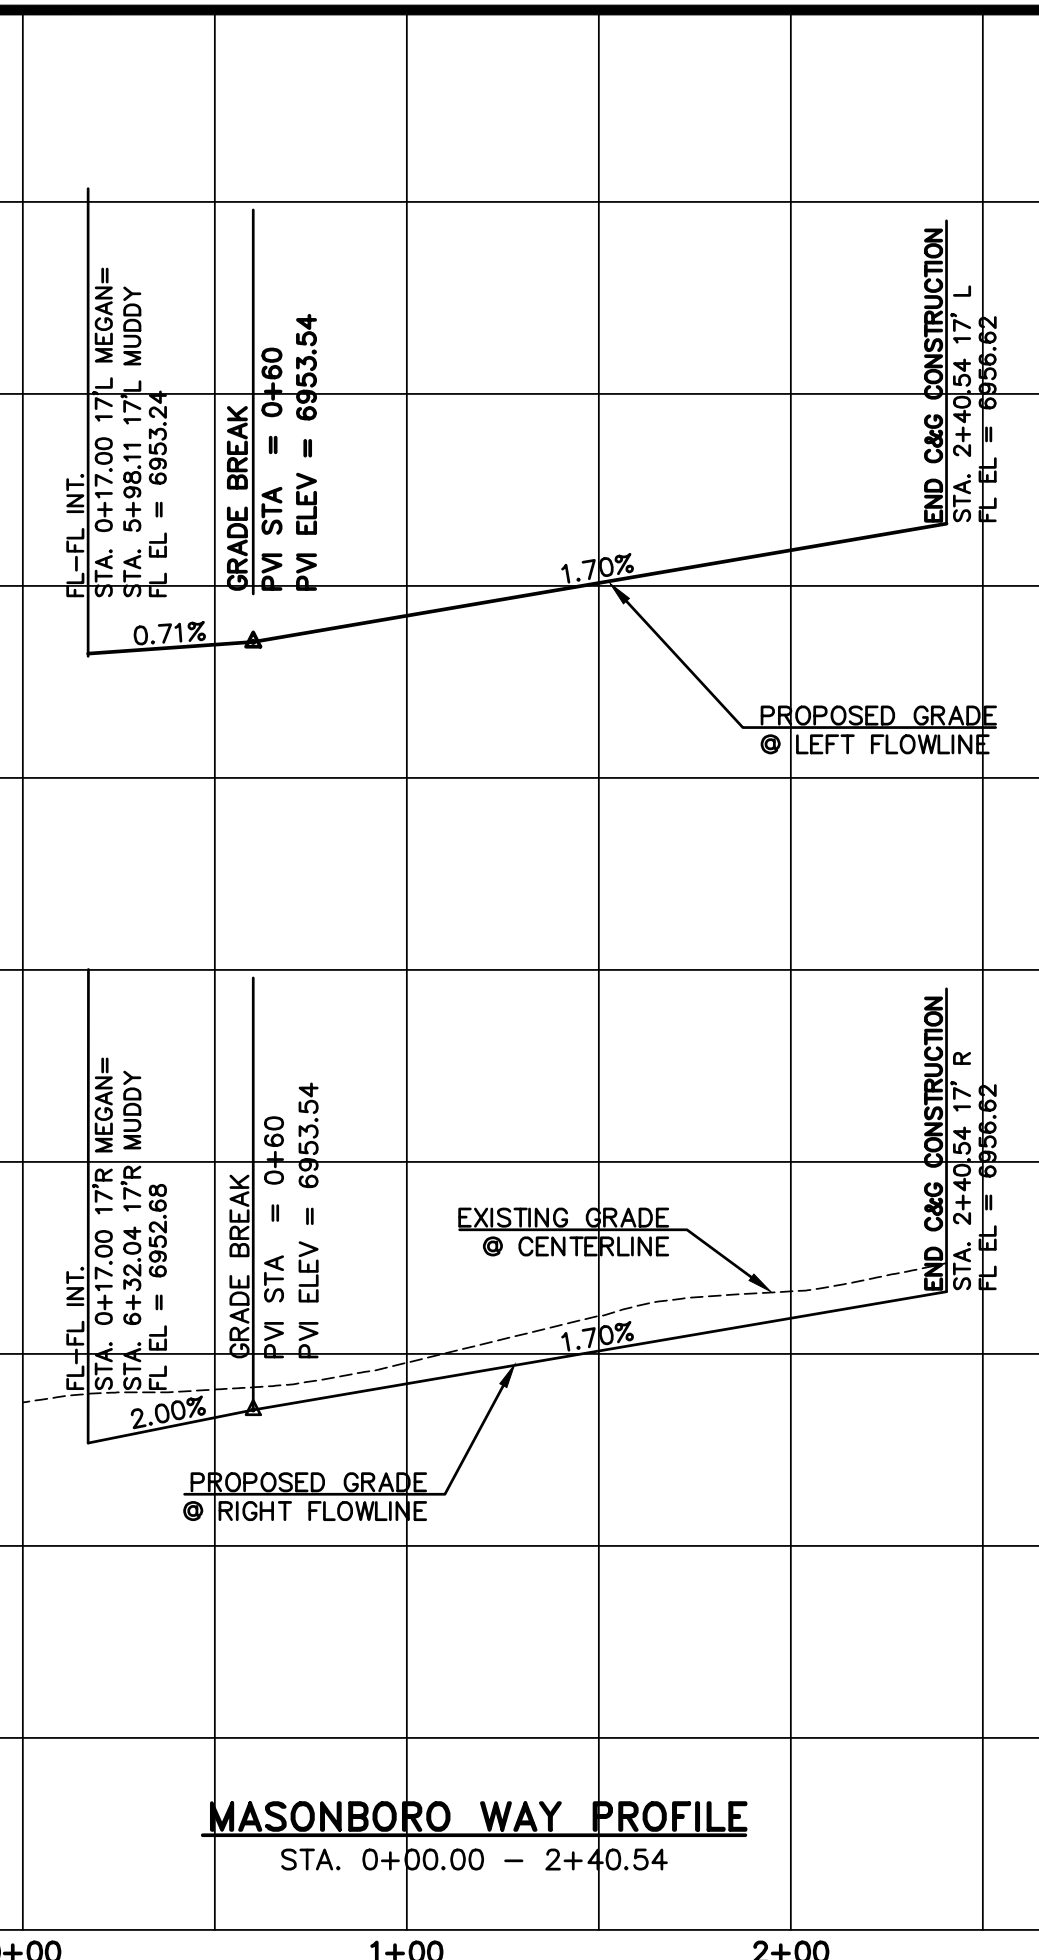 FL-FL INT.
STA. 0+17.00 17'L MEGAN=
STA. 5+98.11 17'L MUDDY
FL EL = 6953.24
GRADE BREAK
PVI STA = 0+60
PVI ELEV = 6953.54
END C&G CONSTRUCTION
STA. 2+40.54 17' L
FL EL = 6956.62
0.71%
1.70%
PROPOSED GRADE
@ LEFT FLOWLINE
FL-FL INT.
STA. 0+17.00 17'R MEGAN=
STA. 6+32.04 17'R MUDDY
FL EL = 6952.68
GRADE BREAK
PVI STA = 0+60
PVI ELEV = 6953.54
EXISTING GRADE
@ CENTERLINE
END C&G CONSTRUCTION
STA. 2+40.54 17' R
FL EL = 6956.62
2.00%
1.70%
PROPOSED GRADE
@ RIGHT FLOWLINE
MASONBORO WAY PROFILE
STA. 0+00.00 - 2+40.54
+00 1+00 2+00